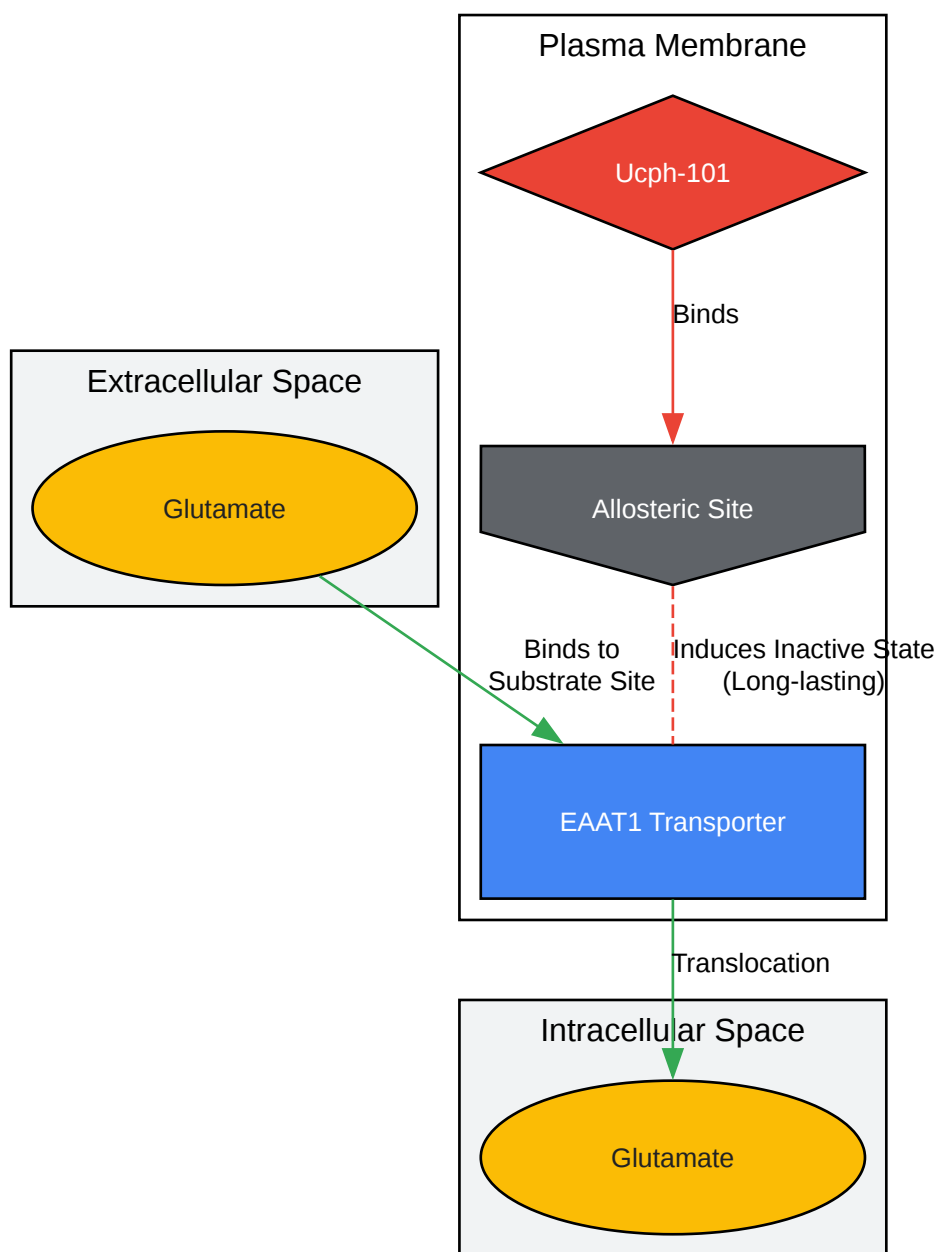 Plasma Membrane
Ucph-101
Binds
Extracellular Space
Glutamate
Allosteric Site
Binds to
Substrate Site
Induces Inactive State
(Long-lasting)
EAAT1 Transporter
Translocation
Intracellular Space
Glutamate